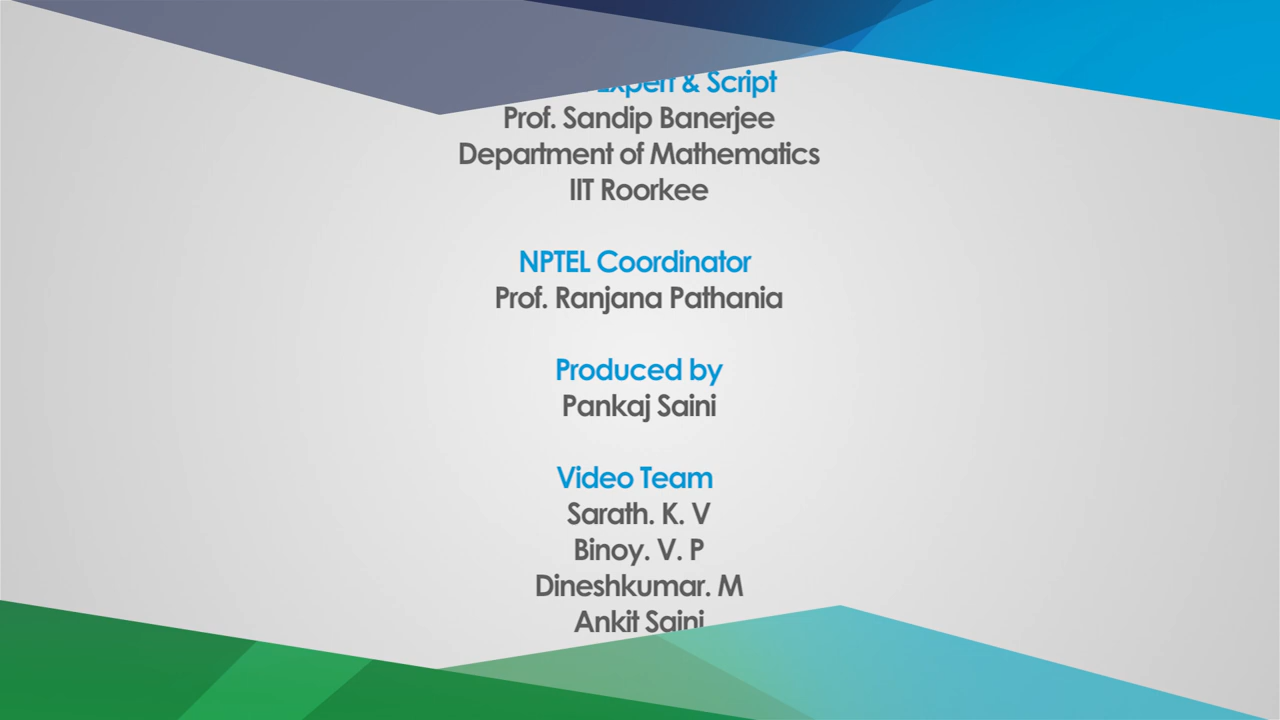 Expert & Script
Prof. Sandip Banerjee
Department of Mathematics
IIT Roorkee
NPTEL Coordinator
Prof. Ranjana Pathania
Produced by
Pankaj Saini
Video Team
Sarath. K. V
Binoy. V. P
Dineshkumar. M
Ankit Saini